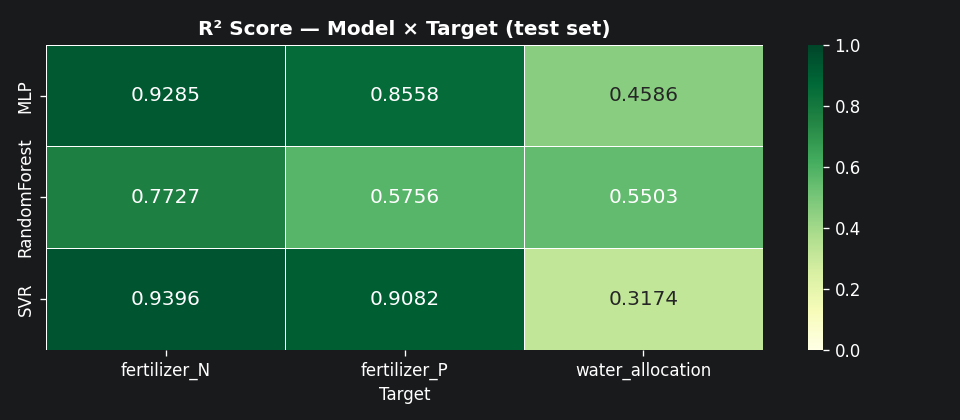 R² Score — Model × Target (test set)
MLP 0.9285 0.8558 0.4586
RandomForest 0.7727 0.5756 0.5503
SVR 0.9396 0.9082 0.3174
fertilizer_N fertilizer_P water_allocation
Target
1.0
0.8
0.6
0.4
0.2
0.0